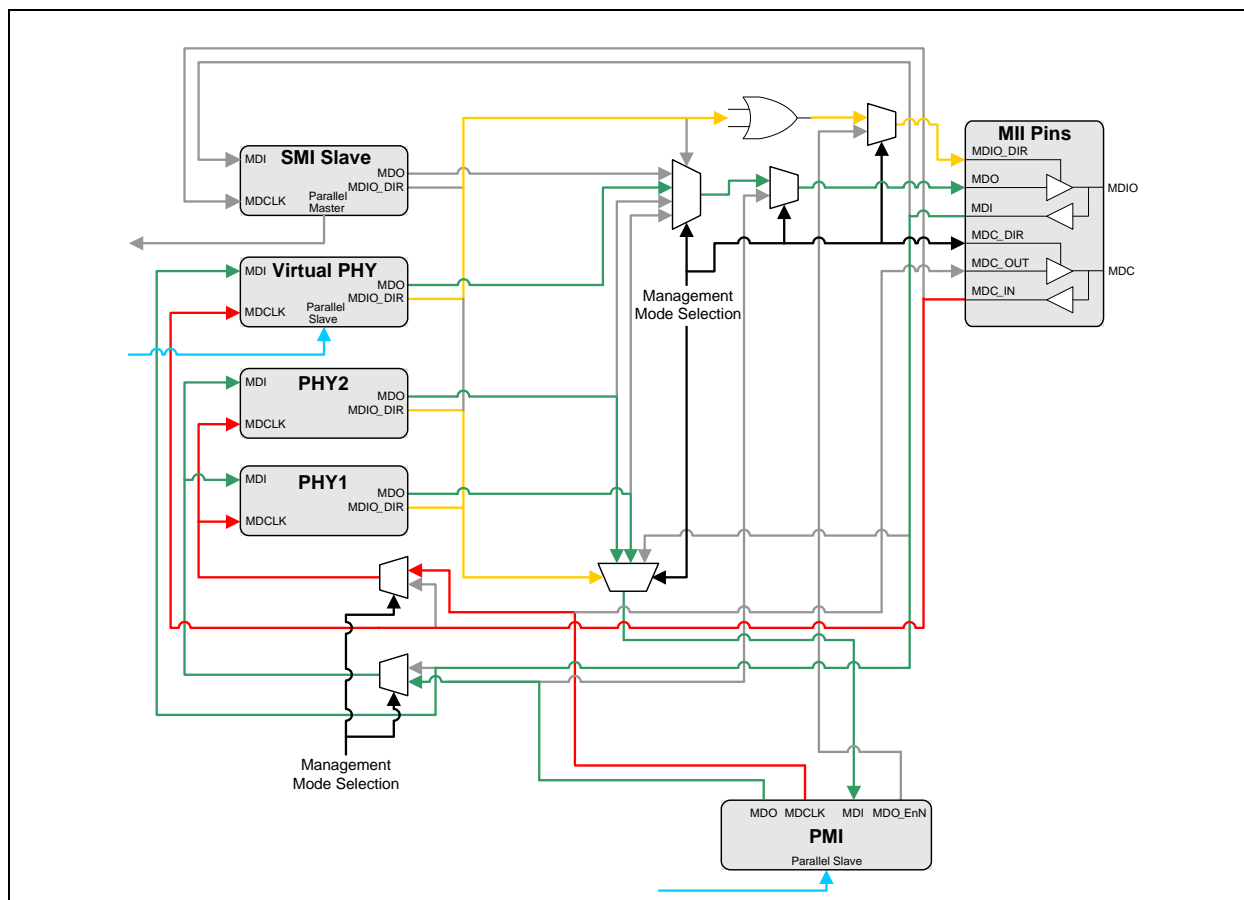 SMI Slave
MDI
MDO
MDIO_DIR
MDCLK
Parallel
Master
Virtual PHY
MDI
MDO
MDIO_DIR
MDCLK
Parallel
Slave
PHY2
MDI
MDO
MDIO_DIR
MDCLK
PHY1
MDI
MDO
MDIO_DIR
MDCLK
Management
Mode Selection
MII Pins
MDIO_DIR
MDO
MDIO
MDI
MDC_DIR
MDC_OUT
MDC
MDC_IN
Management
Mode Selection
MDO MDCLK MDI MDO_EnN
PMI
Parallel Slave